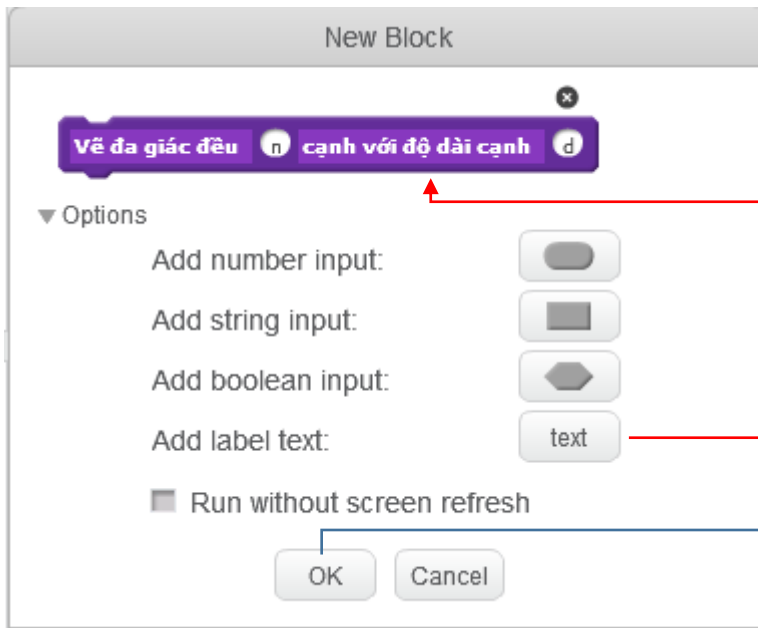 New Block
Vẽ đa giác đều n cạnh với độ dài cạnh d
Options
Add number input:
Add string input:
Add boolean input:
Add label text: text
Run without screen refresh
OK Cancel